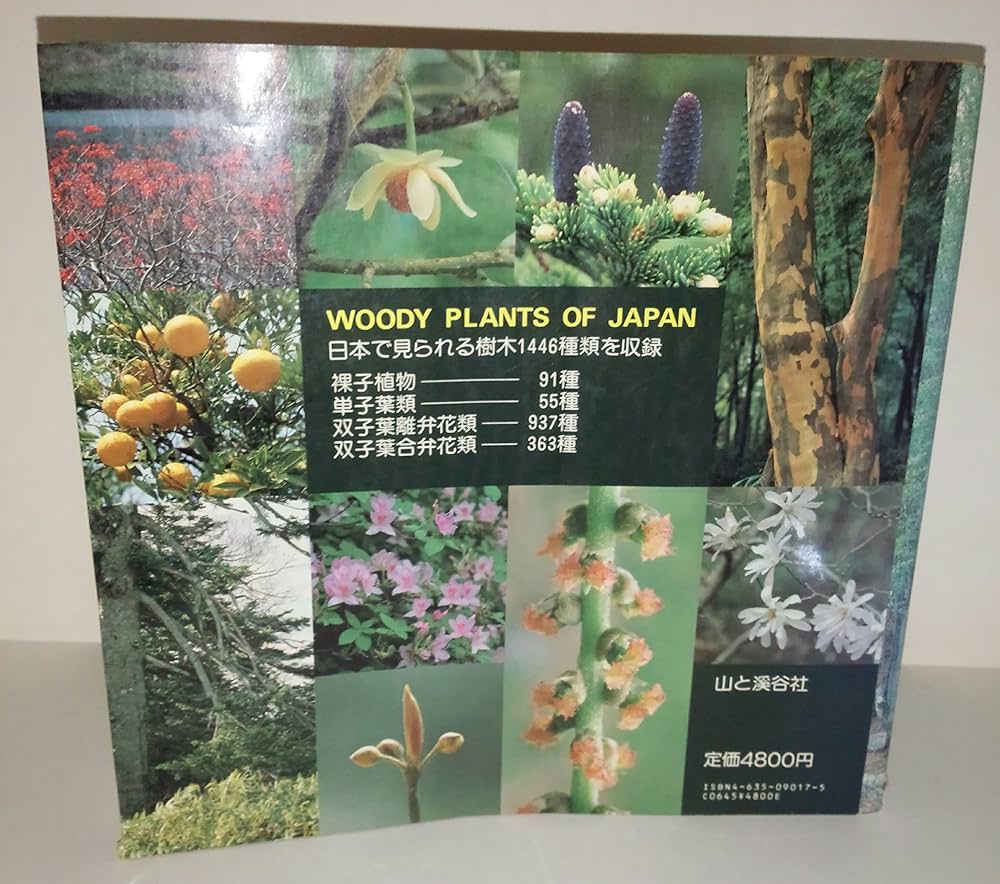 WOODY PLANTS OF JAPAN
日本で見られる樹木1446種類を収録
裸子植物 ―――― 91種
単子葉類 ―――― 55種
双子葉離弁花類 ― 937種
双子葉合弁花類 ― 363種
山と溪谷社
定価4800円
ISBN4-635-09017-5
C0645¥4800E